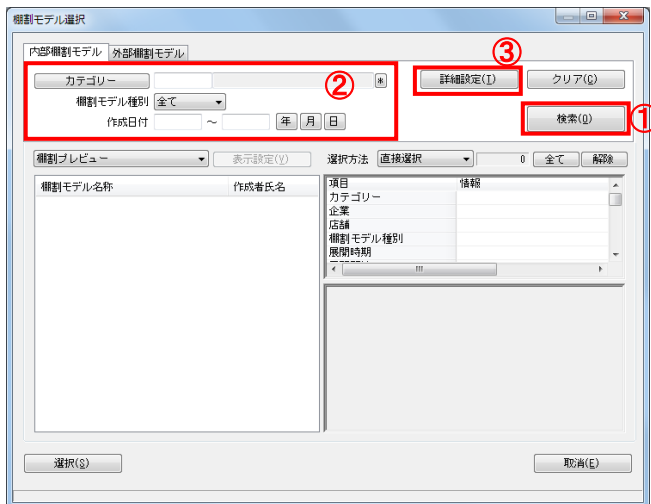 棚割モデル選択
内部棚割モデル 外部棚割モデル
③
カテゴリー ② * 詳細設定(I) クリア(C)
棚割モデル種別 全て
検索(Q) ①
作成日付 ～ 年 月 日
棚割プレビュー 表示設定(V) 選択方法 直接選択 0 全て 解除
棚割モデル名称 作成者氏名 項目 情報
カテゴリー
企業
店舗
棚割モデル種別
展開時期
選択(S) 取消(E)